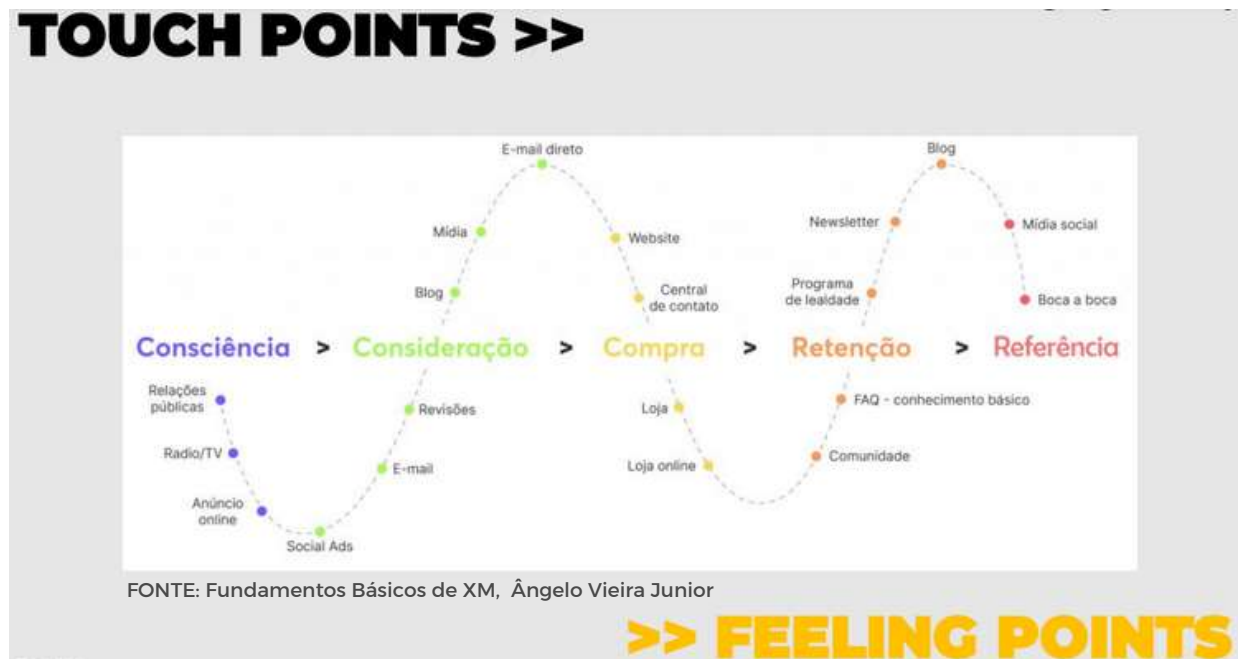 TOUCH POINTS >>
E-mail direto
Blog
Mídia
Website
Newsletter
Mídia social
Blog
Central
de contato
Programa
de lealdade
Boca a boca
Consciência > Consideração > Compra > Retenção > Referência
Relações
públicas
Revisões
Loja
FAQ - conhecimento básico
Radio/TV
E-mail
Loja online
Comunidade
Anúncio
online
Social Ads
FONTE: Fundamentos Básicos de XM, Ângelo Vieira Junior
>> FEELING POINTS